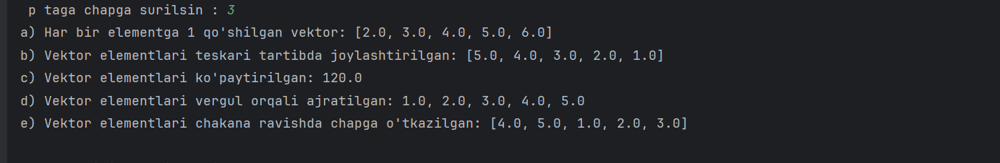 p taga chapga surilsin : 3
a) Har bir elementga 1 qo'shilgan vektor: [2.0, 3.0, 4.0, 5.0, 6.0]
b) Vektor elementlari teskari tartibda joylashtirilgan: [5.0, 4.0, 3.0, 2.0, 1.0]
c) Vektor elementlari ko'paytirilgan: 120.0
d) Vektor elementlari vergul orqali ajratilgan: 1.0, 2.0, 3.0, 4.0, 5.0
e) Vektor elementlari chakana ravishda chapga o'tkazilgan: [4.0, 5.0, 1.0, 2.0, 3.0]